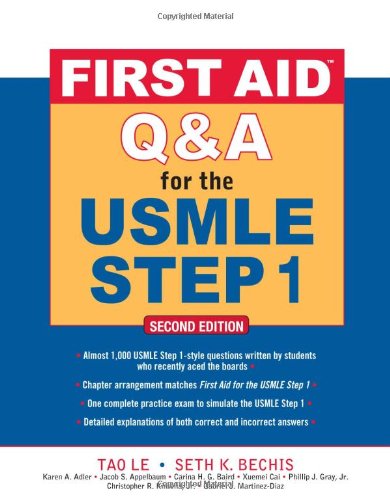 Copyrighted Material
FIRST AID™
Q&A
for the
USMLE
STEP 1
SECOND EDITION
• Almost 1,000 USMLE Step 1-style questions written by students
who recently aced the boards •
• Chapter arrangement matches First Aid for the USMLE Step 1 •
• One complete practice exam to simulate the USMLE Step 1 •
• Detailed explanations of both correct and incorrect answers •
TAO LE • SETH K. BECHIS
Karen A. Adler • Jacob S. Appelbaum • Carina H. G. Baird • Xuemei Cai • Phillip J. Gray, Jr.
Christopher R. Jr. Martinez-Diaz
Copyrighted Material